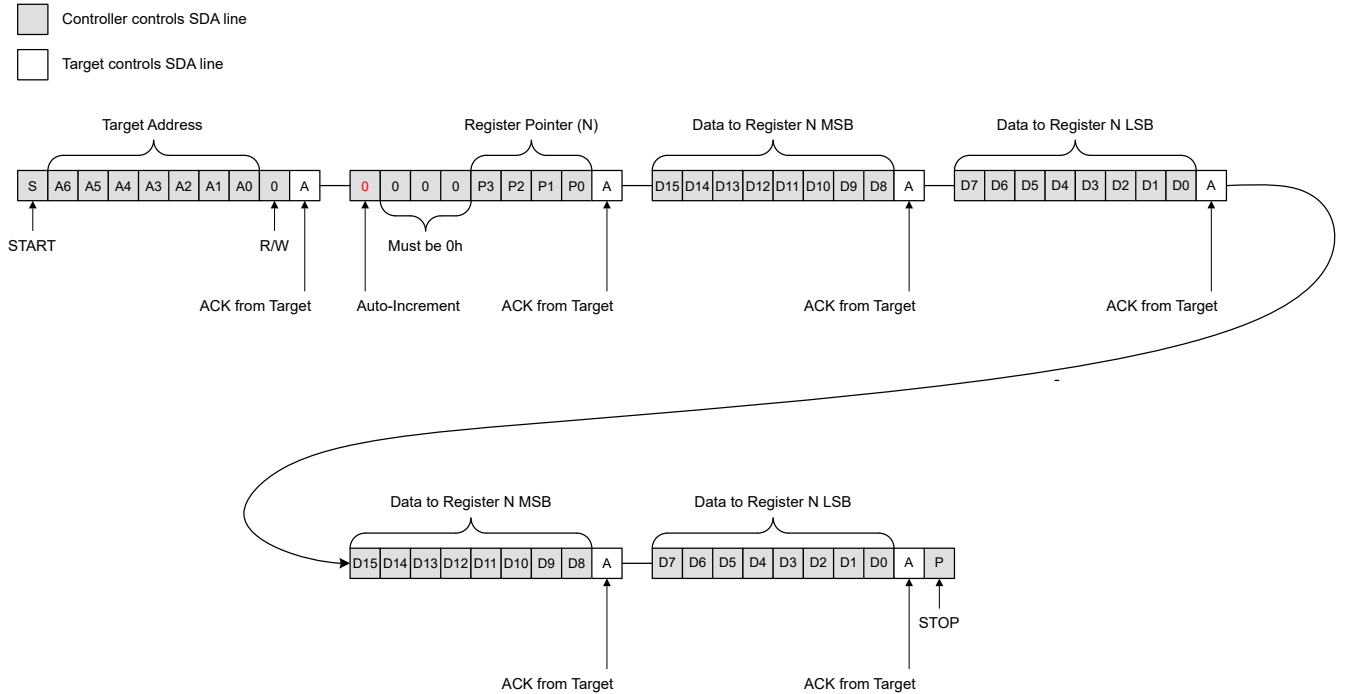 Controller controls SDA line
Target controls SDA line
Target Address
Register Pointer (N)
Data to Register N MSB
Data to Register N LSB
S A6 A5 A4 A3 A2 A1 A0 0 A 0 0 0 0 P3 P2 P1 P0 A D15 D14 D13 D12 D11 D10 D9 D8 A D7 D6 D5 D4 D3 D2 D1 D0 A
START
R/W
Must be 0h
ACK from Target
Auto-Increment
ACK from Target
ACK from Target
ACK from Target
-
Data to Register N MSB
Data to Register N LSB
D15 D14 D13 D12 D11 D10 D9 D8 A D7 D6 D5 D4 D3 D2 D1 D0 A P
STOP
ACK from Target
ACK from Target